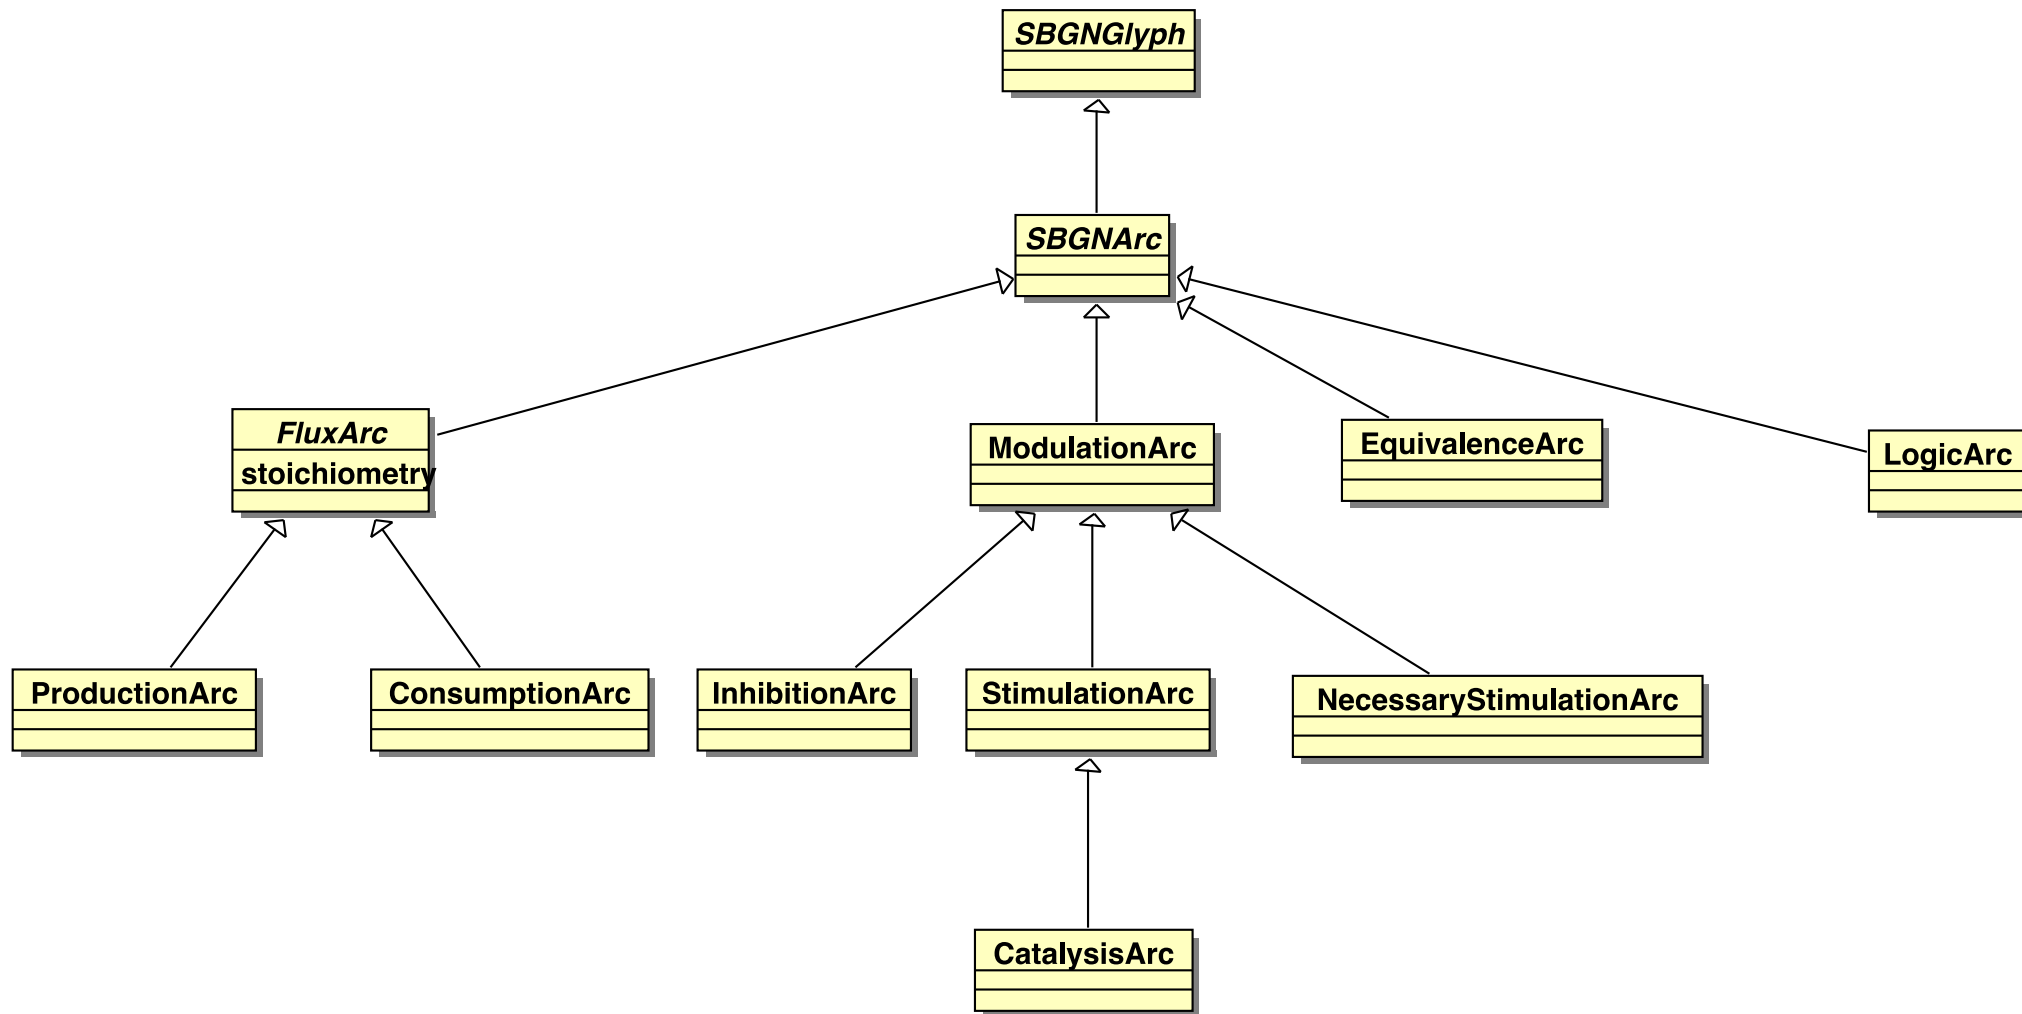 SBGNGlyph
SBGNArc
FluxArc
stoichiometry
ModulationArc
EquivalenceArc
LogicArc
ProductionArc
ConsumptionArc
InhibitionArc
StimulationArc
NecessaryStimulationArc
CatalysisArc